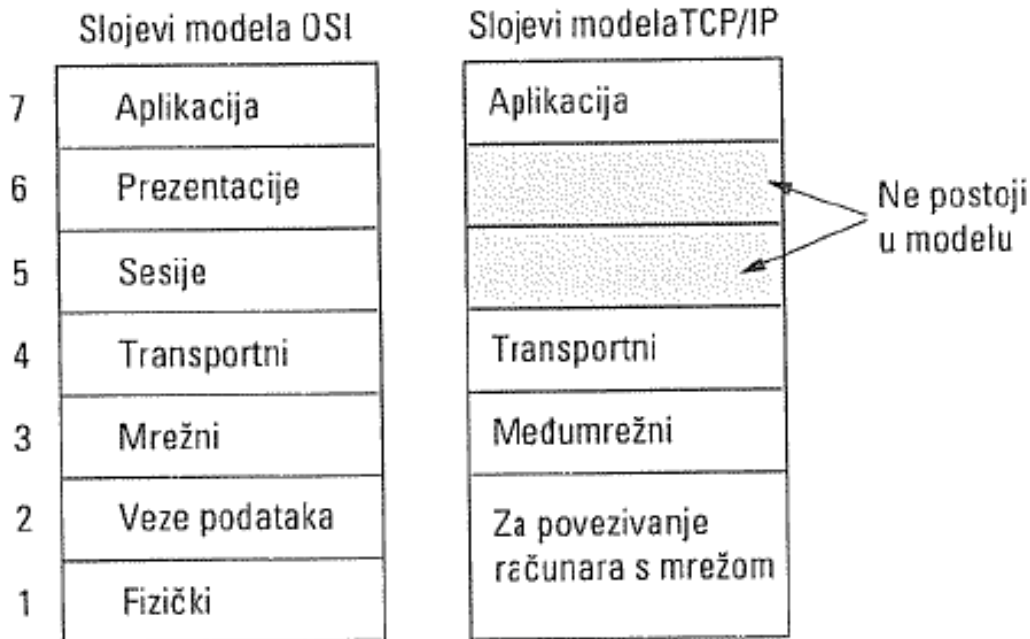 Slojevi modela OSI
7 Aplikacija
6 Prezentacije
5 Sesije
4 Transportni
3 Mrežni
2 Veze podataka
1 Fizički
Slojevi modelaTCP/IP
Aplikacija
Transportni
Međumrežni
Za povezivanje
računara s mrežom
Ne postoji
u modelu